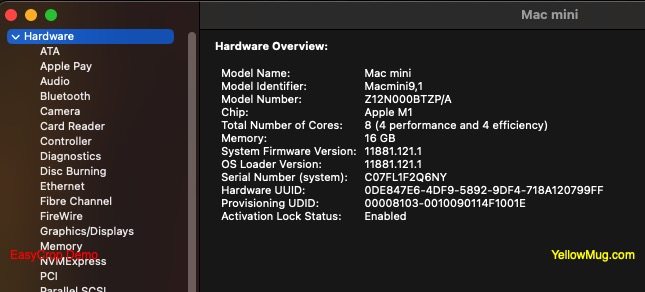 Mac mini
Hardware
ATA
Apple Pay
Audio
Bluetooth
Camera
Card Reader
Controller
Diagnostics
Disc Burning
Ethernet
Fibre Channel
FireWire
Graphics/Displays
Memory
EasyCrop Demo
NVMExpress
PCI
Parallel SCSI
Hardware Overview:
Model Name: Mac mini
Model Identifier: Macmini9,1
Model Number: Z12N000BTZP/A
Chip: Apple M1
Total Number of Cores: 8 (4 performance and 4 efficiency)
Memory: 16 GB
System Firmware Version: 11881.121.1
OS Loader Version: 11881.121.1
Serial Number (system): C07FL1F2Q6NY
Hardware UUID: 0DE847E6-4DF9-5892-9DF4-718A120799FF
Provisioning UDID: 00008103-0010090114F1001E
Activation Lock Status: Enabled
YellowMug.com